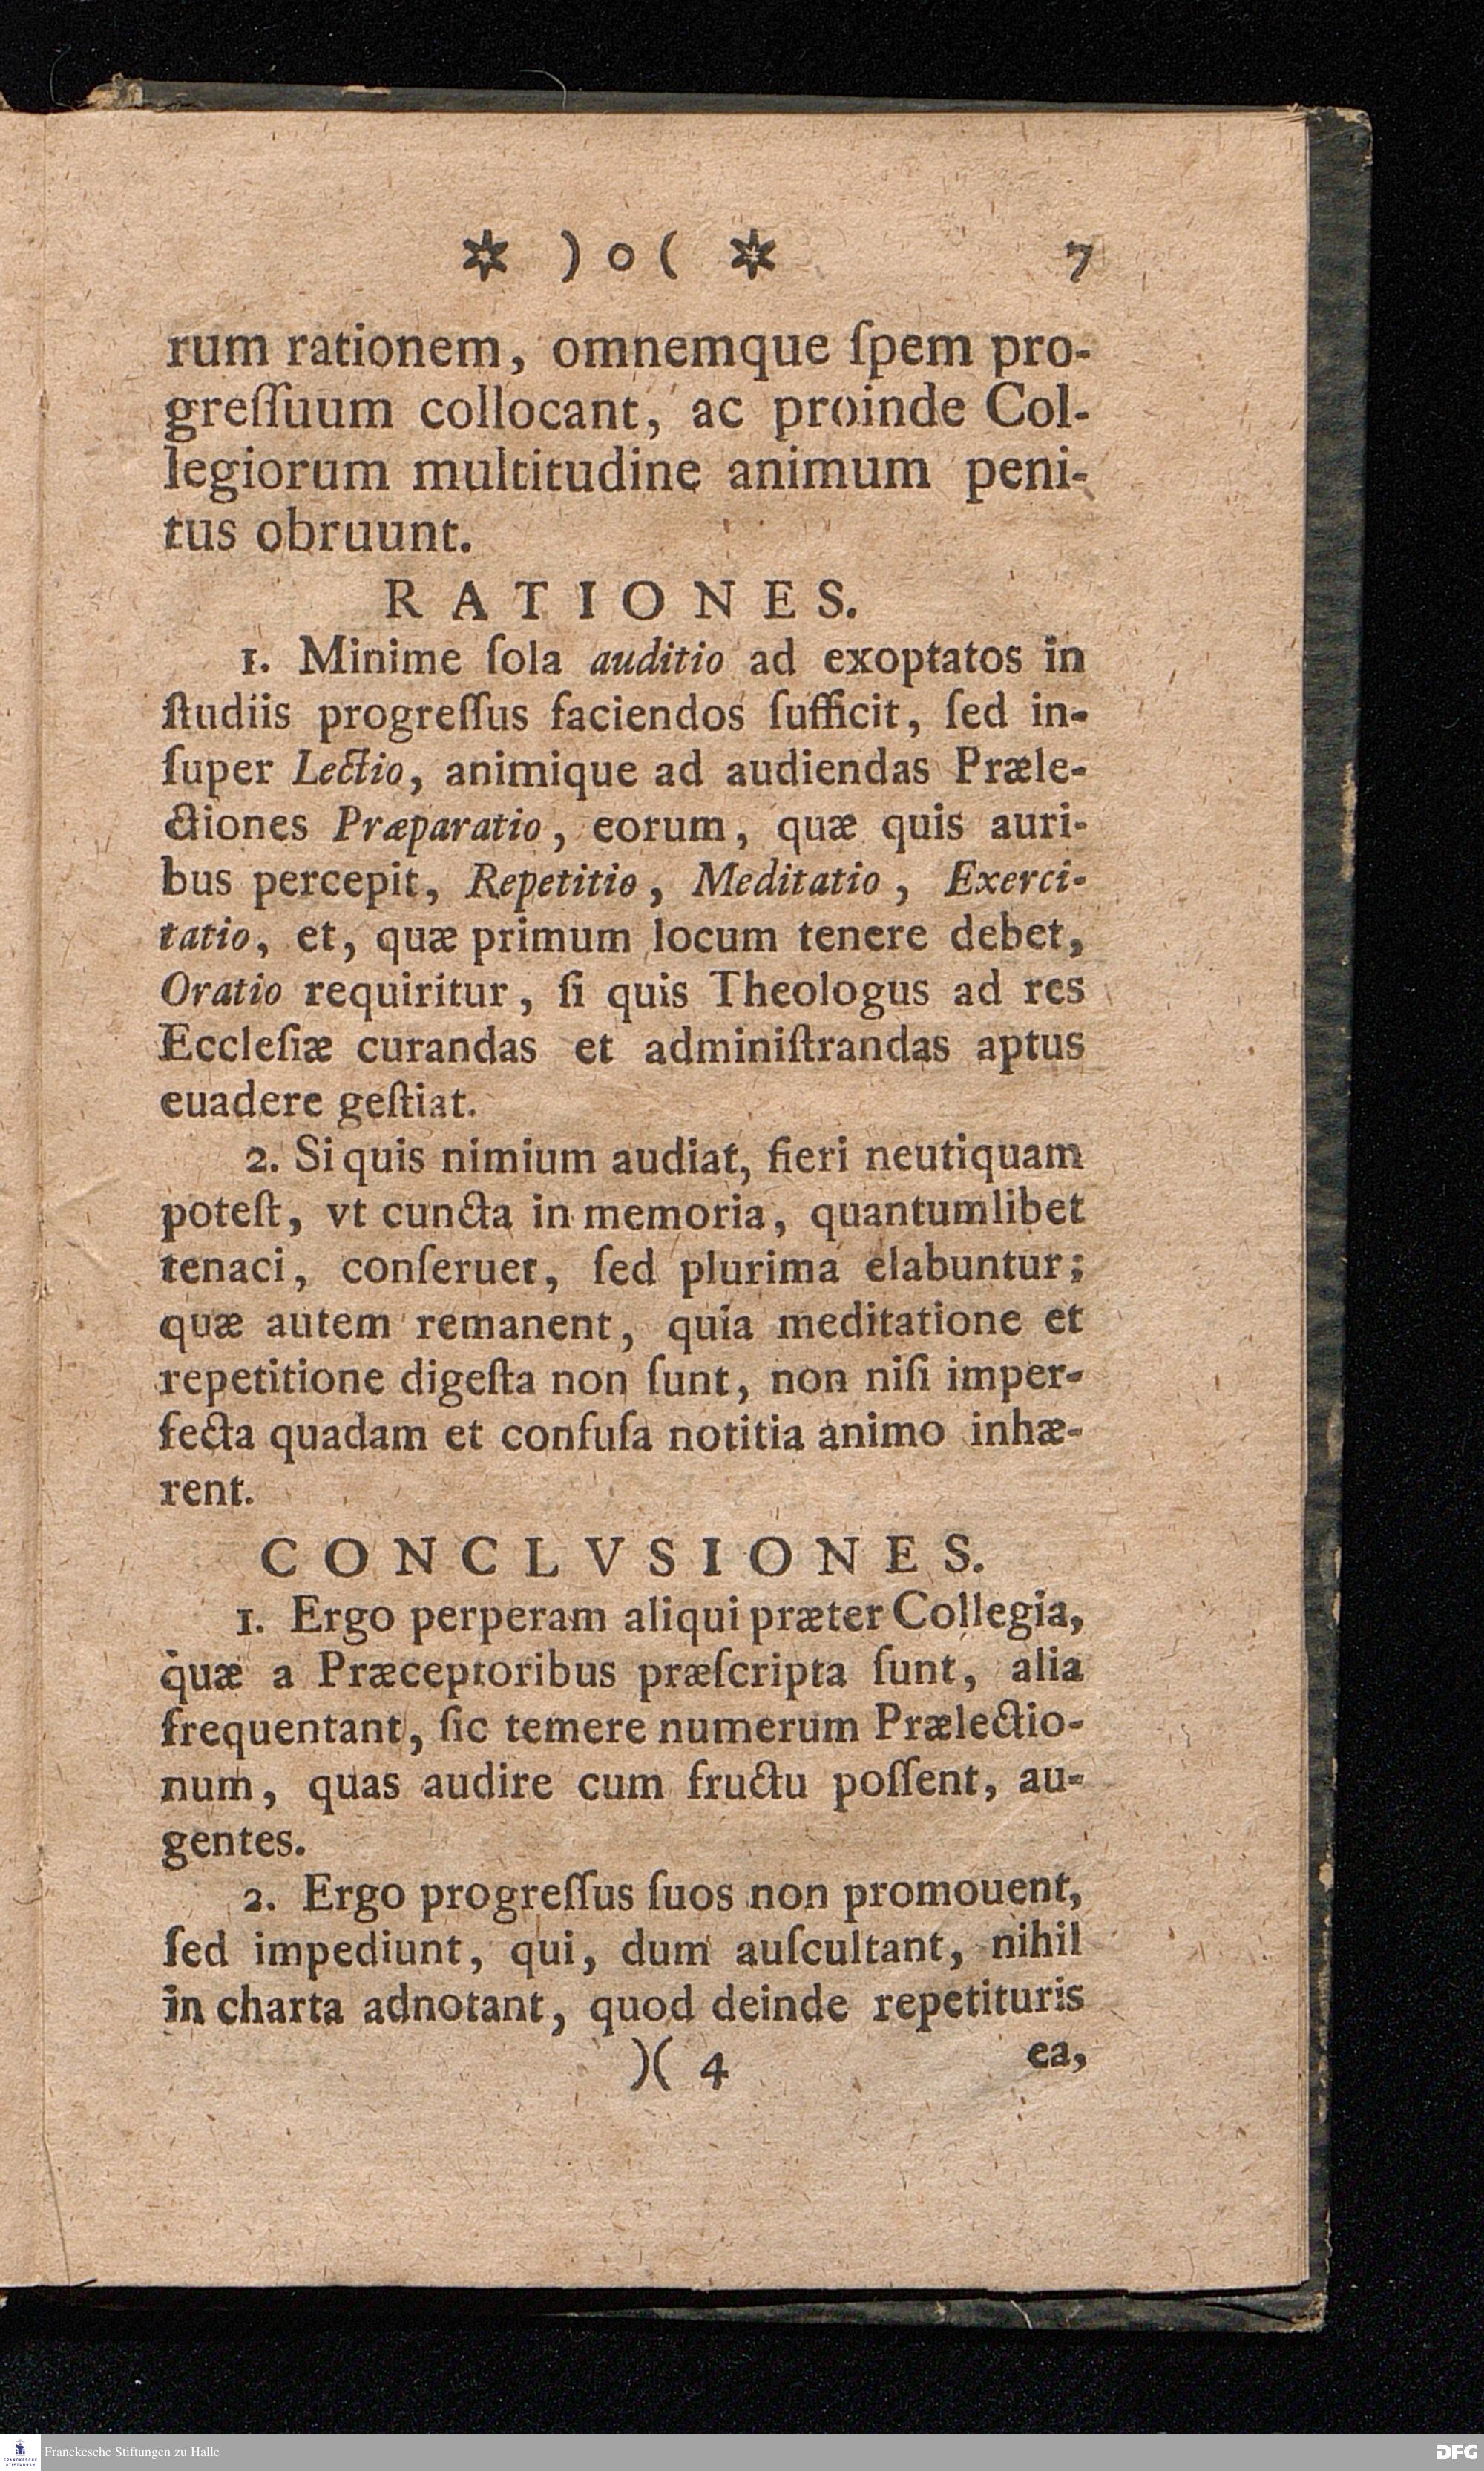 * ) o ( * 7
rum rationem, omnemque ſpem pro-
greſſuum collocant, ac proinde Col-
legiorum multitudine animum peni-
tus obruunt.
RATIONES.
1. Minime ſola auditio ad exoptatos in
ſtudiis progreſſus faciendos ſufficit, ſed in-
ſuper Lectio, animique ad audiendas Præle-
ctiones Præparatio, eorum, quæ quis auri-
bus percepit, Repetitio, Meditatio, Exerci-
tatio, et, quæ primum locum tenere debet,
Oratio requiritur, ſi quis Theologus ad res
Eccleſiæ curandas et adminiſtrandas aptus
euadere geſtiat.
2. Si quis nimium audiat, fieri neutiquam
poteſt, vt cuncta in memoria, quantumlibet
tenaci, conſeruet, ſed plurima elabuntur;
quæ autem remanent, quia meditatione et
repetitione digeſta non ſunt, non niſi imper-
fecta quadam et confuſa notitia animo inhæ-
rent.
CONCLVSIONES.
1. Ergo perperam aliqui præter Collegia,
quæ a Præceptoribus præſcripta ſunt, alia
frequentant, ſic temere numerum Prælectio-
num, quas audire cum fructu poſſent, au-
gentes.
2. Ergo progreſſus ſuos non promouent,
ſed impediunt, qui, dum auſcultant, nihil
in charta adnotant, quod deinde repetituris
)( 4 ea,
FRANCKESCHE STIFTUNGEN
Franckesche Stiftungen zu Halle
DFG